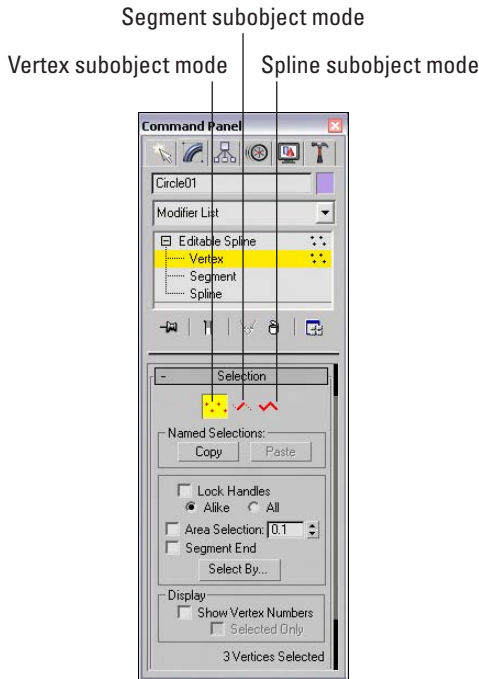 Segment subobject mode
Vertex subobject mode
Spline subobject mode
Command Panel
Circle01
Modifier List
Editable Spline
Vertex
Segment
Spline
- Selection
Named Selections:
Copy Paste
Lock Handles
Alike All
Area Selection: 0.1
Segment End
Select By...
Display
Show Vertex Numbers
Selected Only
3 Vertices Selected